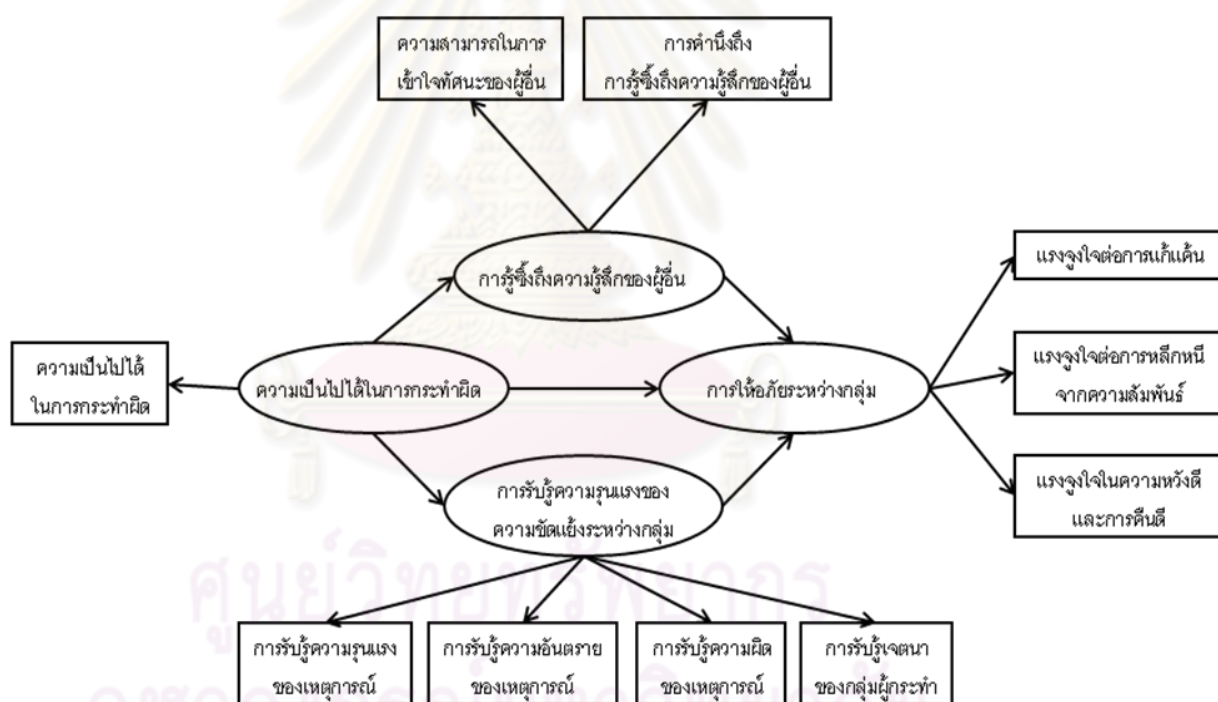 ความสามารถในการ
เข้าใจทัศนะของผู้อื่น
การคำนึงถึง
การรู้ซึ้งถึงความรู้สึกของผู้อื่น
การรู้ซึ้งถึงความรู้สึกของผู้อื่น
แรงจูงใจต่อการแก้แค้น
ความเป็นไปได้
ในการกระทำผิด
ความเป็นไปได้ในการกระทำผิด
การให้อภัยระหว่างกลุ่ม
แรงจูงใจต่อการหลีกหนี
จากความสัมพันธ์
การรับรู้ความรุนแรงของ
ความขัดแย้งระหว่างกลุ่ม
แรงจูงใจในความหวังดี
และการคืนดี
ศูนย์วิทยทรัพยากร
การรับรู้ความรุนแรง
ของเหตุการณ์
การรับรู้ความอันตราย
ของเหตุการณ์
การรับรู้ความผิด
ของเหตุการณ์
การรับรู้เจตนา
ของกลุ่มผู้กระทำ